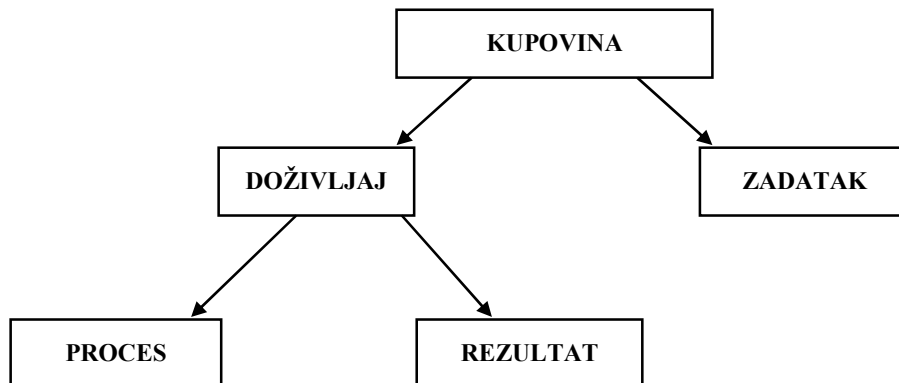 KUPOVINA
DOŽIVLJAJ
ZADATAK
PROCES
REZULTAT